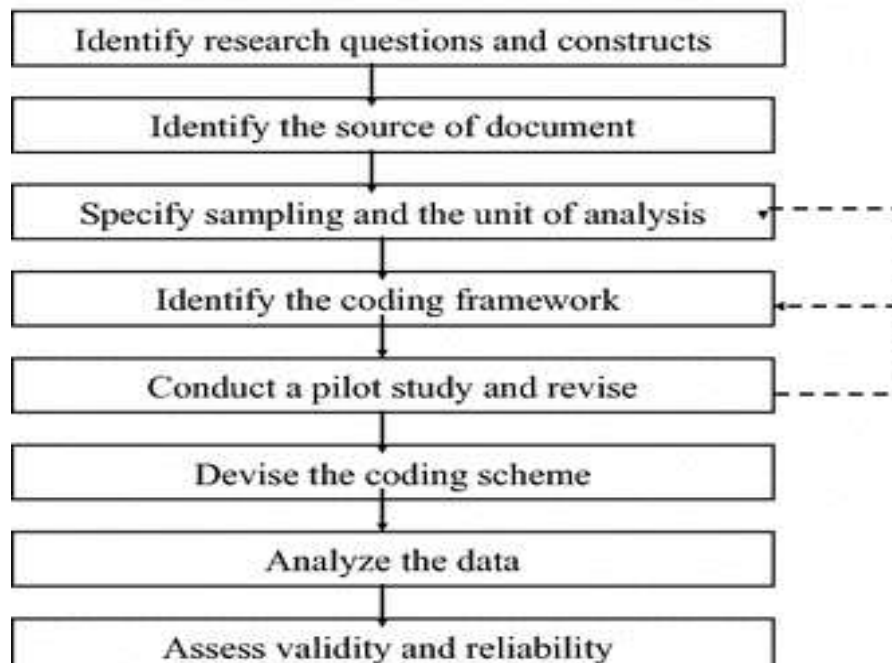 Identify research questions and constructs
Identify the source of document
Specify sampling and the unit of analysis
Identify the coding framework
Conduct a pilot study and revise
Devise the coding scheme
Analyze the data
Assess validity and reliability